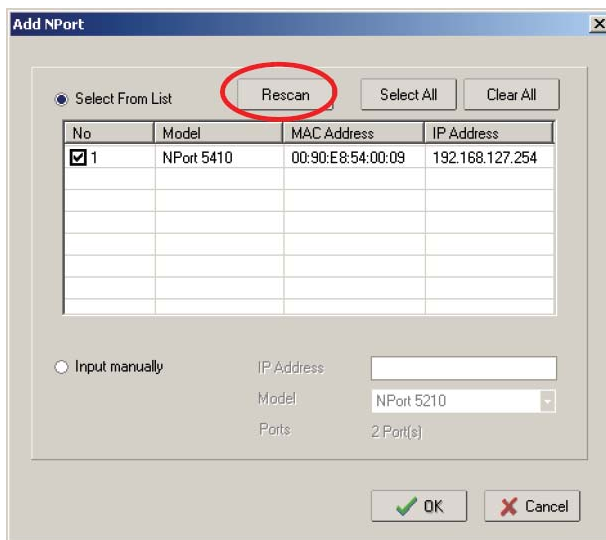 Add NPort
Select From List Rescan Select All Clear All
No Model MAC Address IP Address
1 NPort 5410 00:90:E8:54:00:09 192.168.127.254
Input manually IP Address
Model NPort 5210
Ports 2 Port(s)
OK Cancel